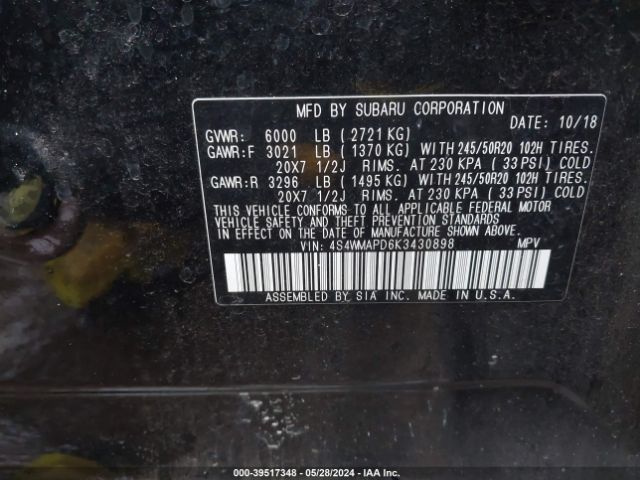 MFD BY SUBARU CORPORATION
DATE: 10/18
GVWR: 6000 LB ( 2721 KG)
GAWR:F 3021 LB ( 1370 KG) WITH 245/50R20 102H TIRES.
20X7 1/2J RIMS. AT 230 KPA ( 33 PSI) COLD
GAWR:R 3296 LB ( 1495 KG) WITH 245/50R20 102H TIRES.
20X7 1/2J RIMS. AT 230 KPA ( 33 PSI) COLD
THIS VEHICLE CONFORMS TO ALL APPLICABLE FEDERAL MOTOR
VEHICLE SAFETY AND THEFT PREVENTION STANDARDS
IN EFFECT ON THE DATE OF MANUFACTURE SHOWN ABOVE.
VIN: 4S4WMAPD6K3430898 MPV
ASSEMBLED BY SIA INC. MADE IN U.S.A.
000-39517348 - 05/28/2024 - IAA Inc.